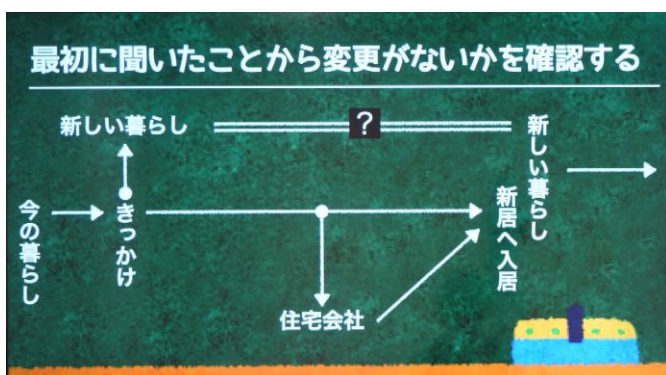 最初に聞いたことから変更がないかを確認する
新しい暮らし
?
新しい暮らし
今の暮らし
きっかけ
新居へ入居
住宅会社